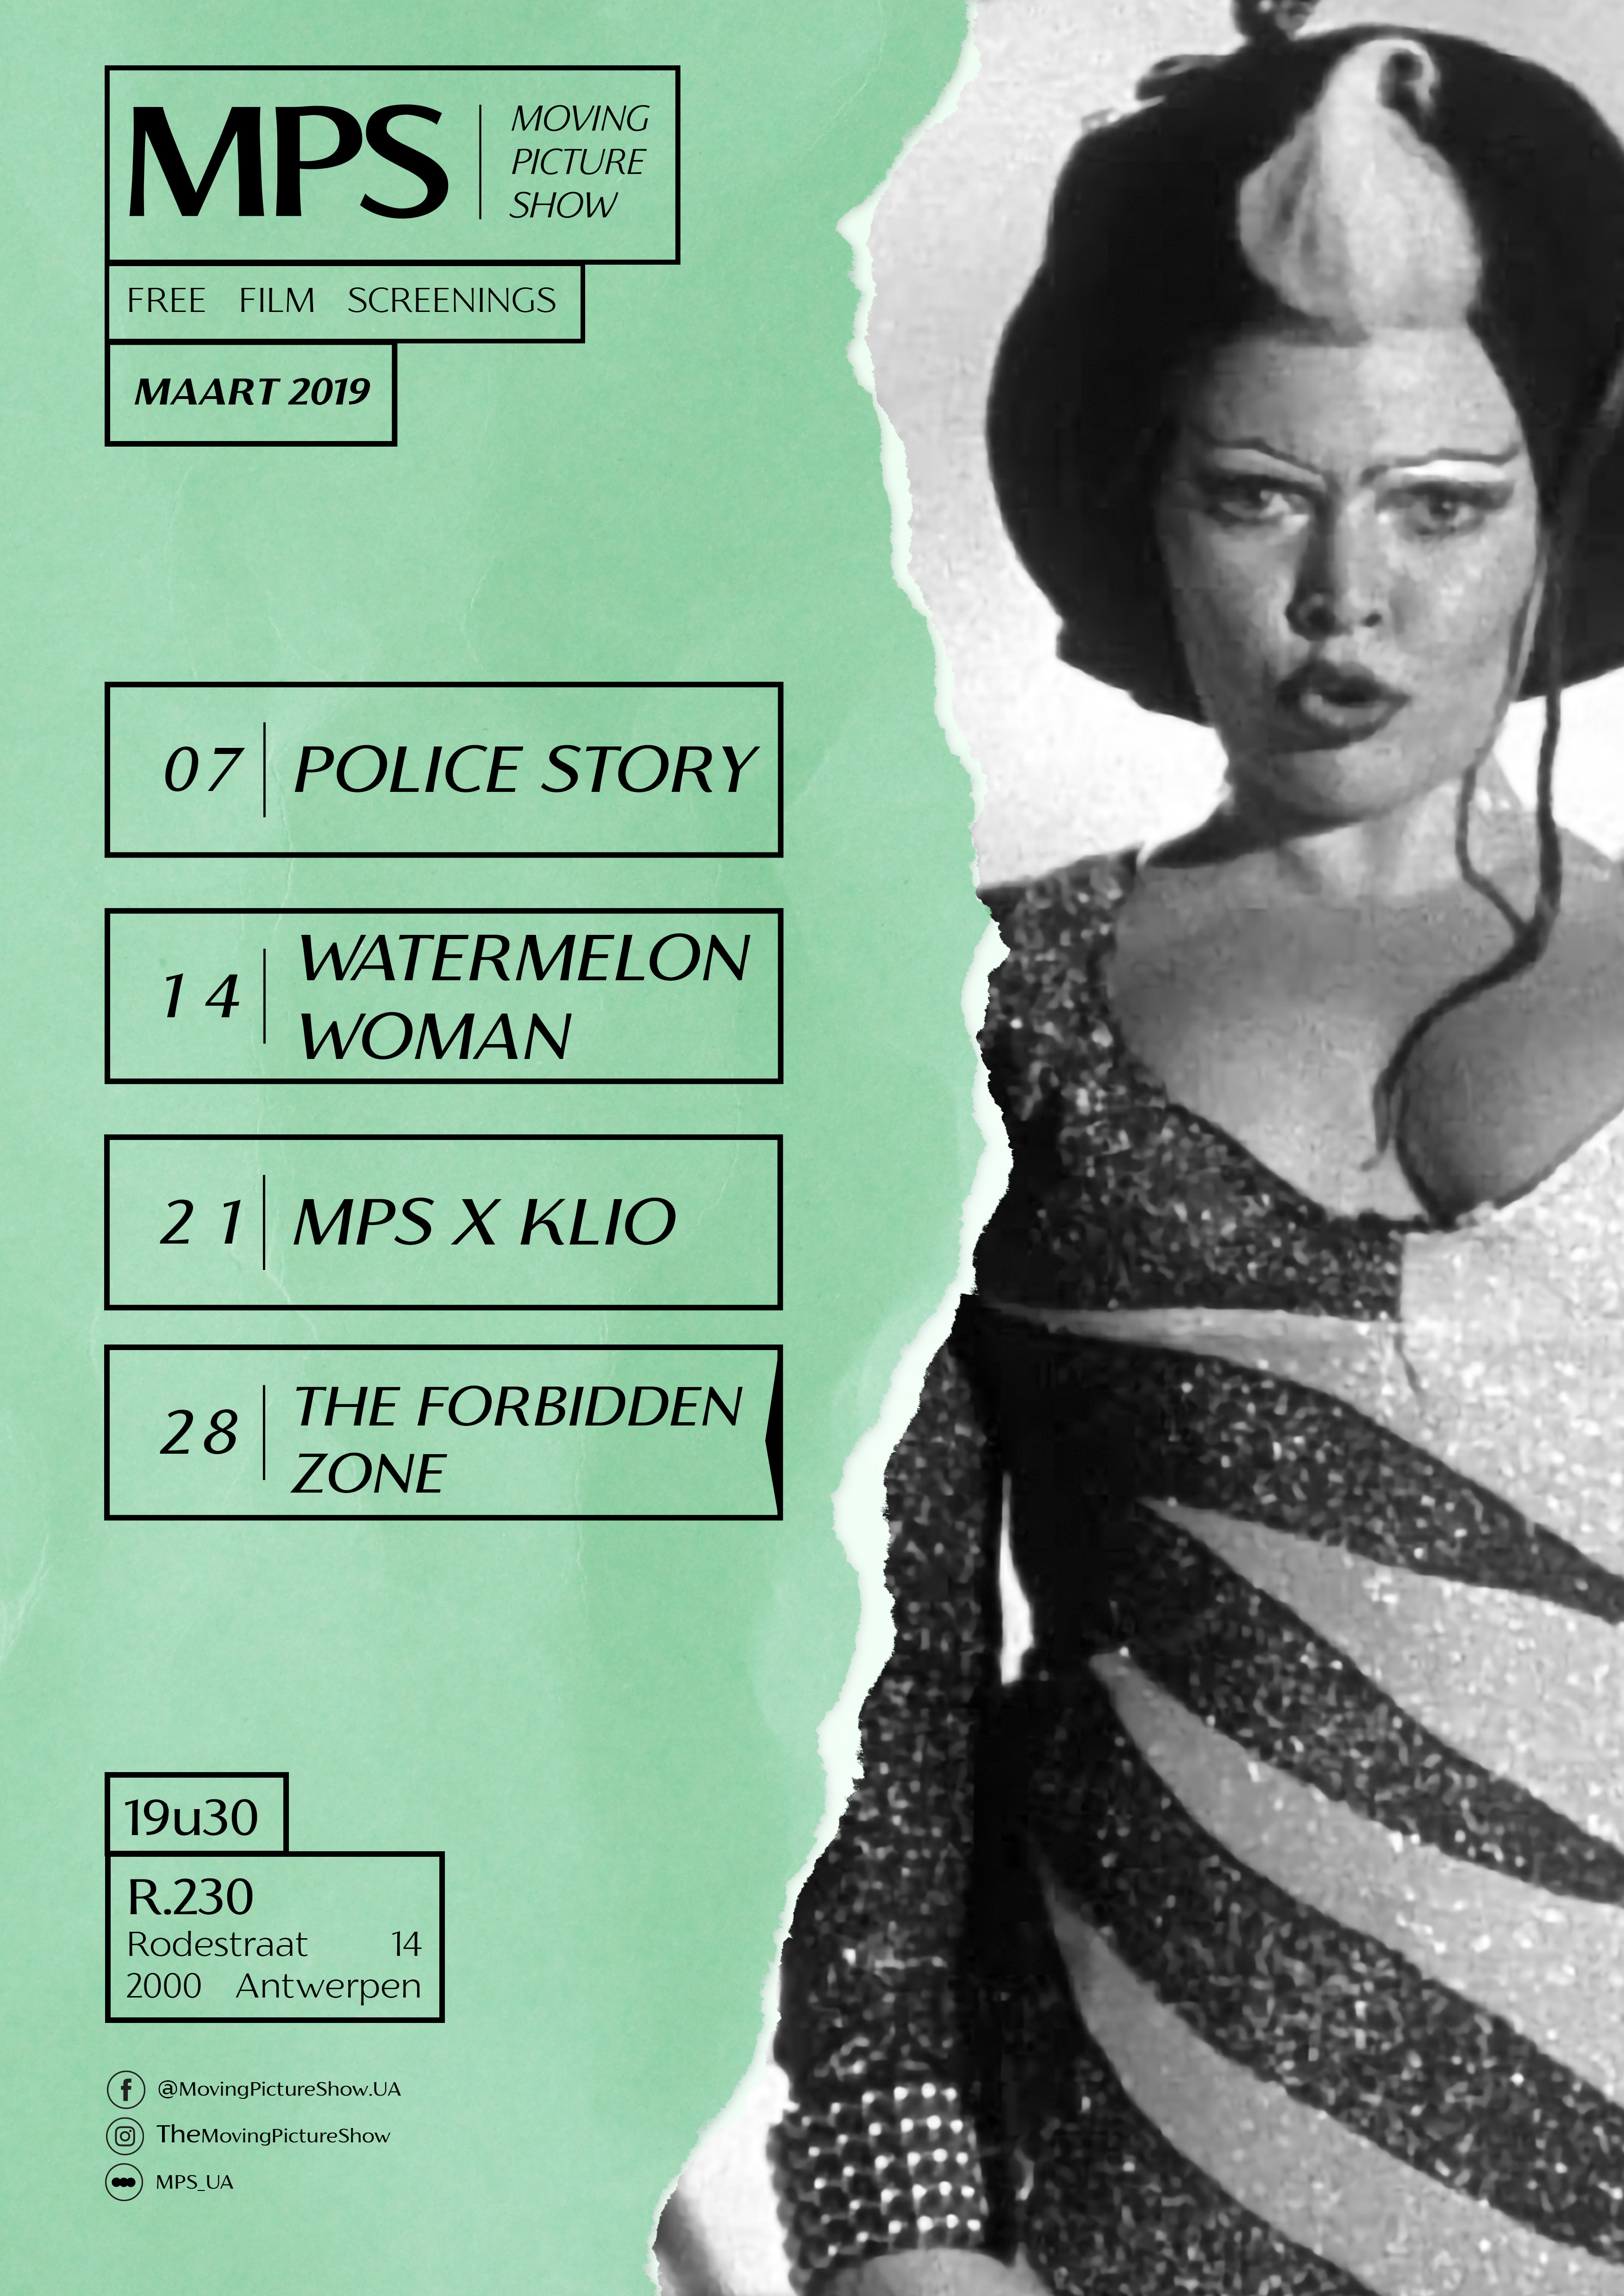 MPS
MOVING
PICTURE
SHOW
FREE FILM SCREENINGS
MAART 2019
07 POLICE STORY
14 WATERMELON
WOMAN
21 MPS X KLIO
28 THE FORBIDDEN
ZONE
19u30
R.230
Rodestraat 14
2000 Antwerpen
@MovingPictureShow.UA
TheMovingPictureShow
MPS_UA